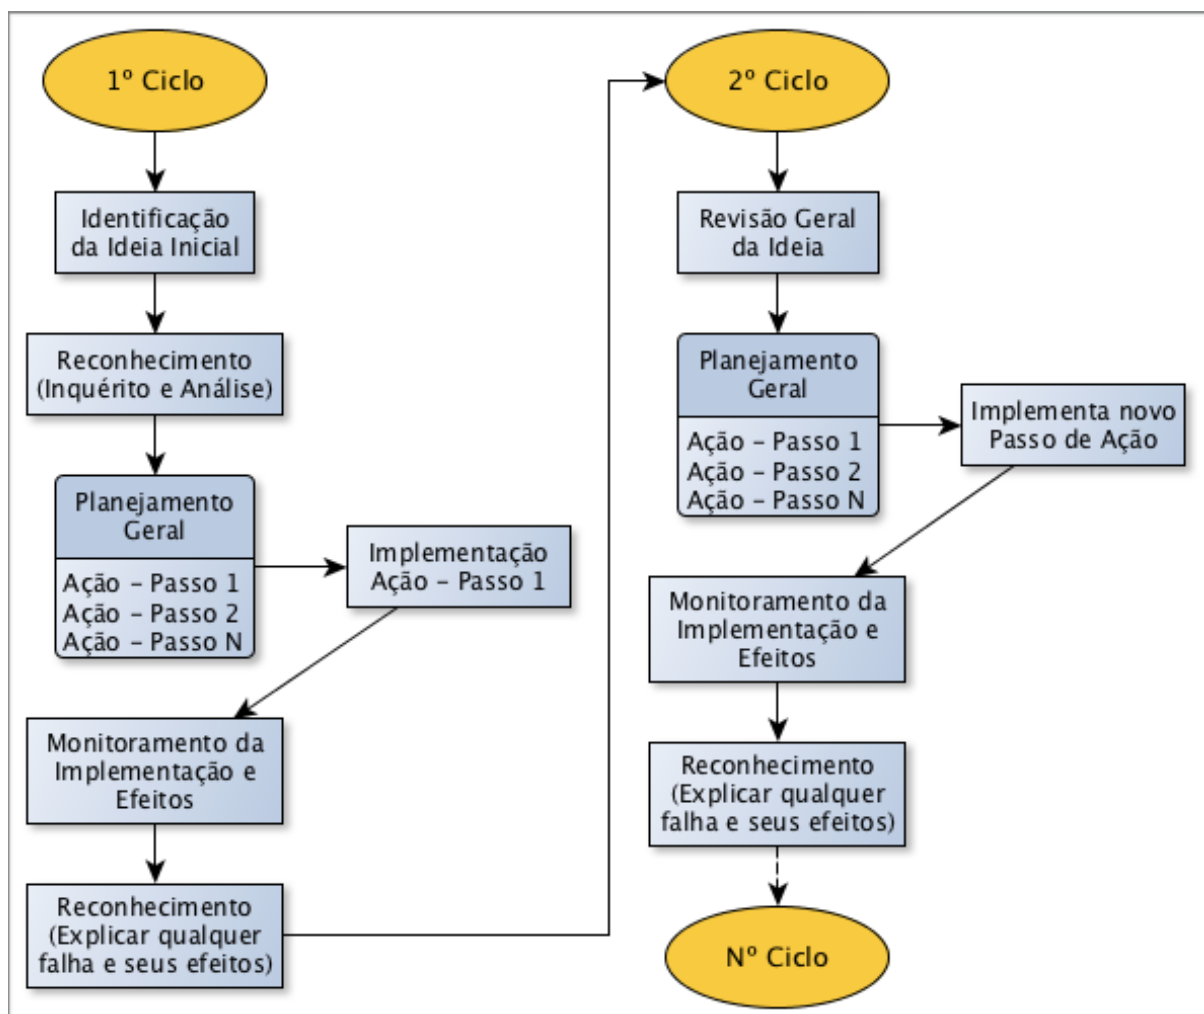 1º Ciclo
Identificação
da Ideia Inicial
Reconhecimento
(Inquérito e Análise)
Planejamento
Geral
Ação – Passo 1
Ação – Passo 2
Ação – Passo N
Implementação
Ação – Passo 1
Monitoramento da
Implementação e
Efeitos
Reconhecimento
(Explicar qualquer
falha e seus efeitos)
2º Ciclo
Revisão Geral
da Ideia
Planejamento
Geral
Ação – Passo 1
Ação – Passo 2
Ação – Passo N
Implementa novo
Passo de Ação
Monitoramento da
Implementação e
Efeitos
Reconhecimento
(Explicar qualquer
falha e seus efeitos)
Nº Ciclo